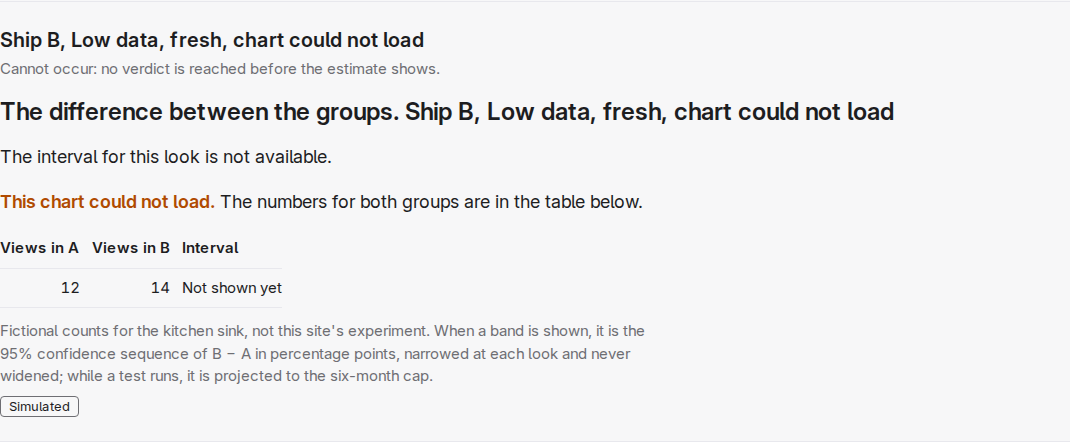 Ship B, Low data, fresh, chart could not load
Cannot occur: no verdict is reached before the estimate shows.
The difference between the groups. Ship B, Low data, fresh, chart could not load
The interval for this look is not available.
This chart could not load. The numbers for both groups are in the table below.
Views in A Views in B Interval
12 14 Not shown yet
Fictional counts for the kitchen sink, not this site's experiment. When a band is shown, it is the
95% confidence sequence of B − A in percentage points, narrowed at each look and never
widened; while a test runs, it is projected to the six-month cap.
Simulated